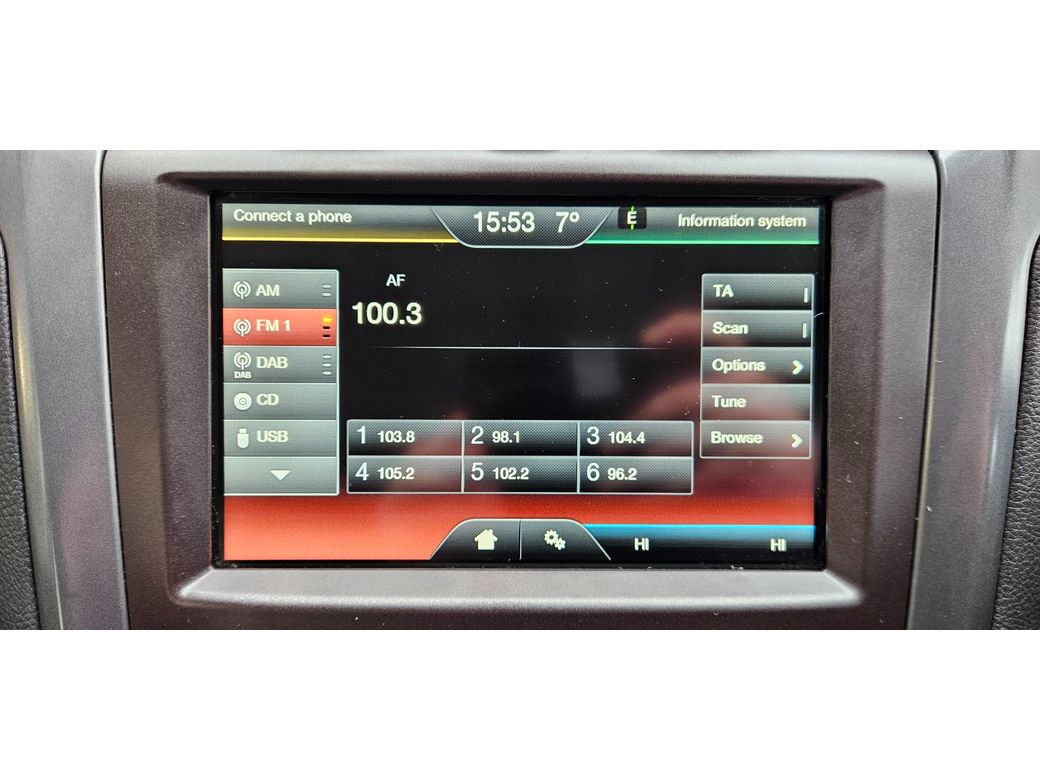 Connect a phone
15:53 7° E
Information system
AM
FM 1
DAB
DAB
CD
USB
AF
100.3
TA
Scan
Options
Tune
Browse
1 103.8 2 98.1 3 104.4
4 105.2 5 102.2 6 96.2
HI HI